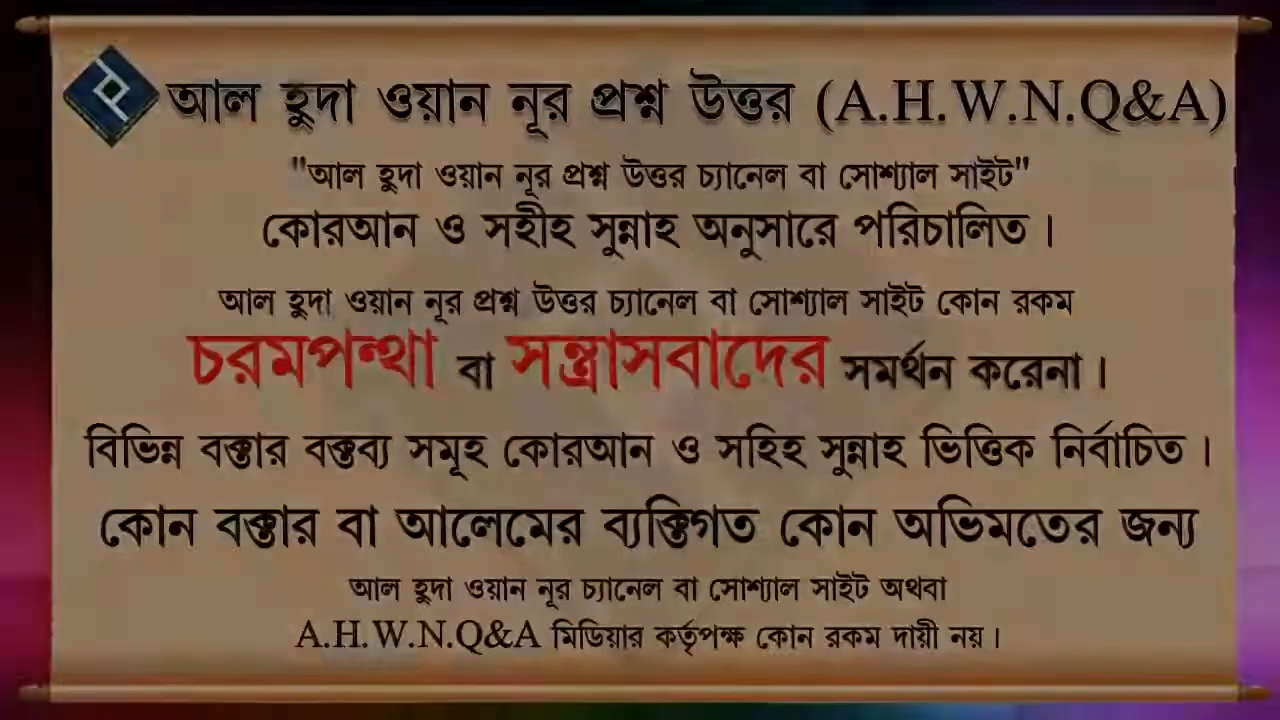 আল হুদা ওয়ান নূর প্রশ্ন উত্তর (A.H.W.N.Q&A)
"আল হুদা ওয়ান নূর প্রশ্ন উত্তর চ্যানেল বা সোশ্যাল সাইট"
কোরআন ও সহীহ সুন্নাহ অনুসারে পরিচালিত ।
আল হুদা ওয়ান নূর প্রশ্ন উত্তর চ্যানেল বা সোশ্যাল সাইট কোন রকম
চরমপন্থা বা সন্ত্রাসবাদের সমর্থন করেনা ।
বিভিন্ন বক্তার বক্তব্য সমূহ কোরআন ও সহিহ সুন্নাহ ভিত্তিক নির্বাচিত ।
কোন বক্তার বা আলেমের ব্যক্তিগত কোন অভিমতের জন্য
আল হুদা ওয়ান নূর চ্যানেল বা সোশ্যাল সাইট অথবা
A.H.W.N.Q&A মিডিয়ার কর্তৃপক্ষ কোন রকম দায়ী নয় ।